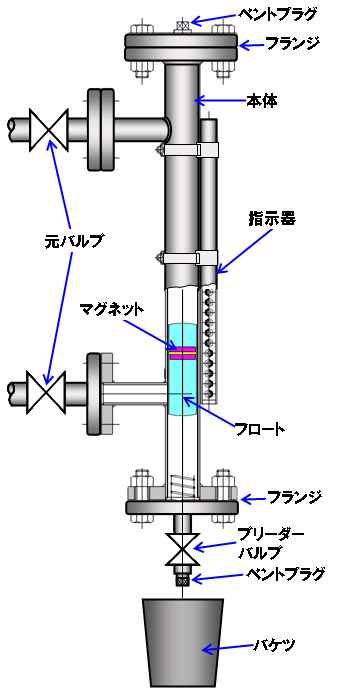 ベントプラグ
フランジ
本体
指示器
元バルブ
マグネット
フロート
フランジ
ブリーダー
バルブ
ベントプラグ
バケツ